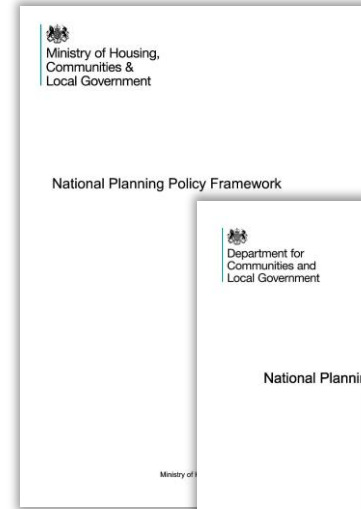 Ministry of Housing,
Communities &
Local Government
National Planning Policy Framework
Department for
Communities and
Local Government
National
Ministry of